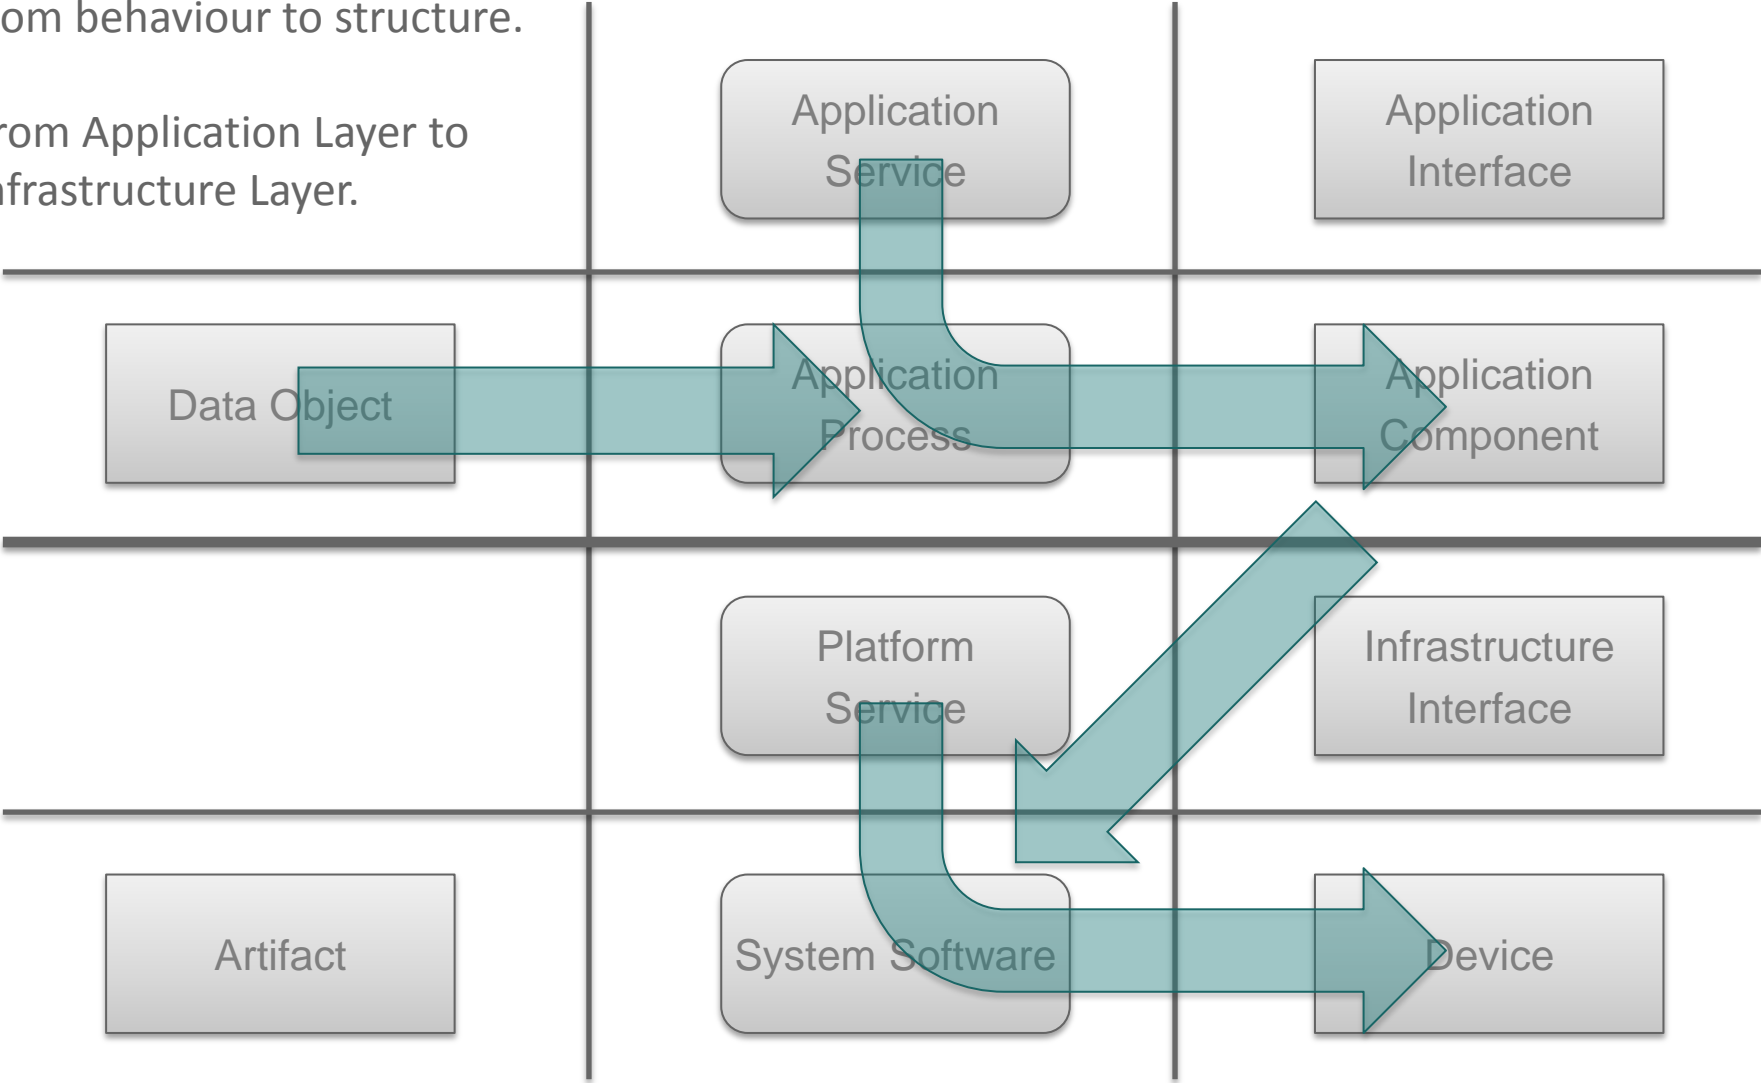 om behaviour to structure.
rom Application Layer to
nfrastructure Layer.
Application
Service
Application
Interface
Data Object
Application
Process
Application
Component
Platform
Service
Infrastructure
Interface
Artifact
System Software
Device